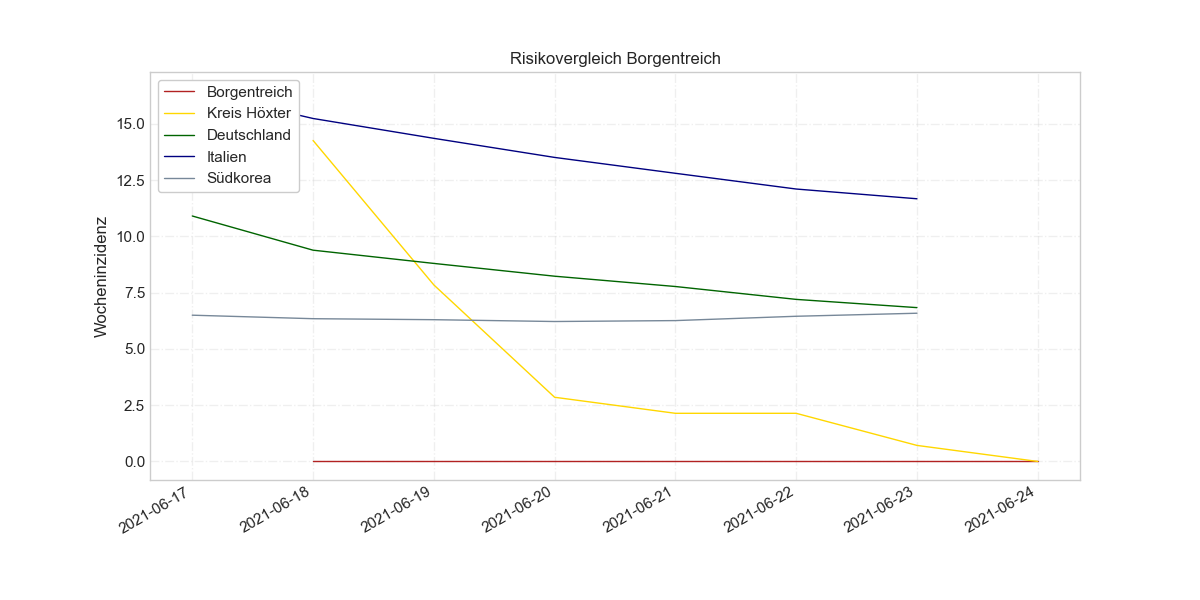 Risikovergleich Borgentreich
Borgentreich
Kreis Höxter
Deutschland
Italien
Südkorea
Wocheninzidenz
15.0
12.5
10.0
7.5
5.0
2.5
0.0
2021-06-17
2021-06-18
2021-06-19
2021-06-20
2021-06-21
2021-06-22
2021-06-23
2021-06-24